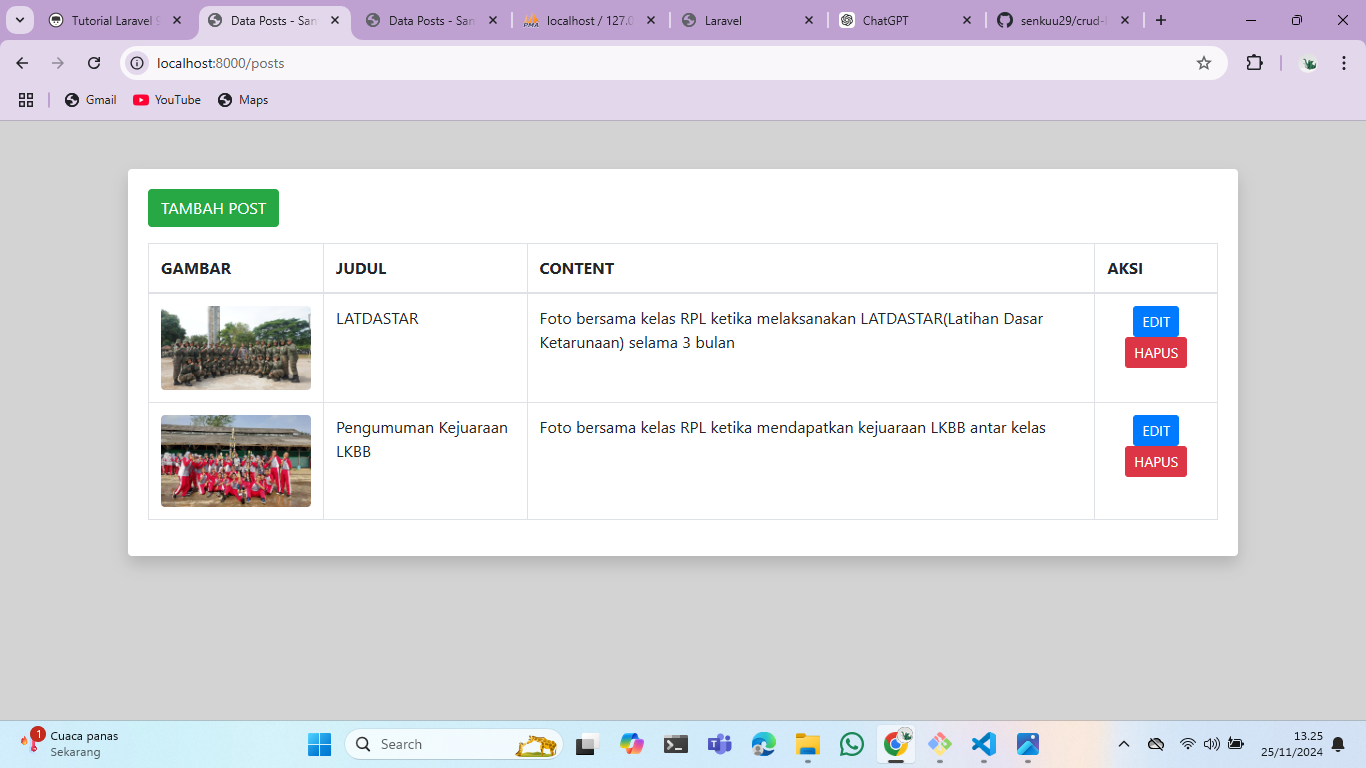 Tutorial Laravel S
Data Posts - San
Data Posts - San
localhost / 127.0
Laravel
ChatGPT
senkuu29/crud-
localhost:8000/posts
Gmail
YouTube
Maps
TAMBAH POST
GAMBAR
JUDUL
CONTENT
AKSI
LATDASTAR
Foto bersama kelas RPL ketika melaksanakan LATDASTAR(Latihan Dasar
Ketarunaan) selama 3 bulan
EDIT
HAPUS
Pengumuman Kejuaraan
LKBB
Foto bersama kelas RPL ketika mendapatkan kejuaraan LKBB antar kelas
EDIT
HAPUS
1
Cuaca panas
Sekarang
Search
13.25
25/11/2024